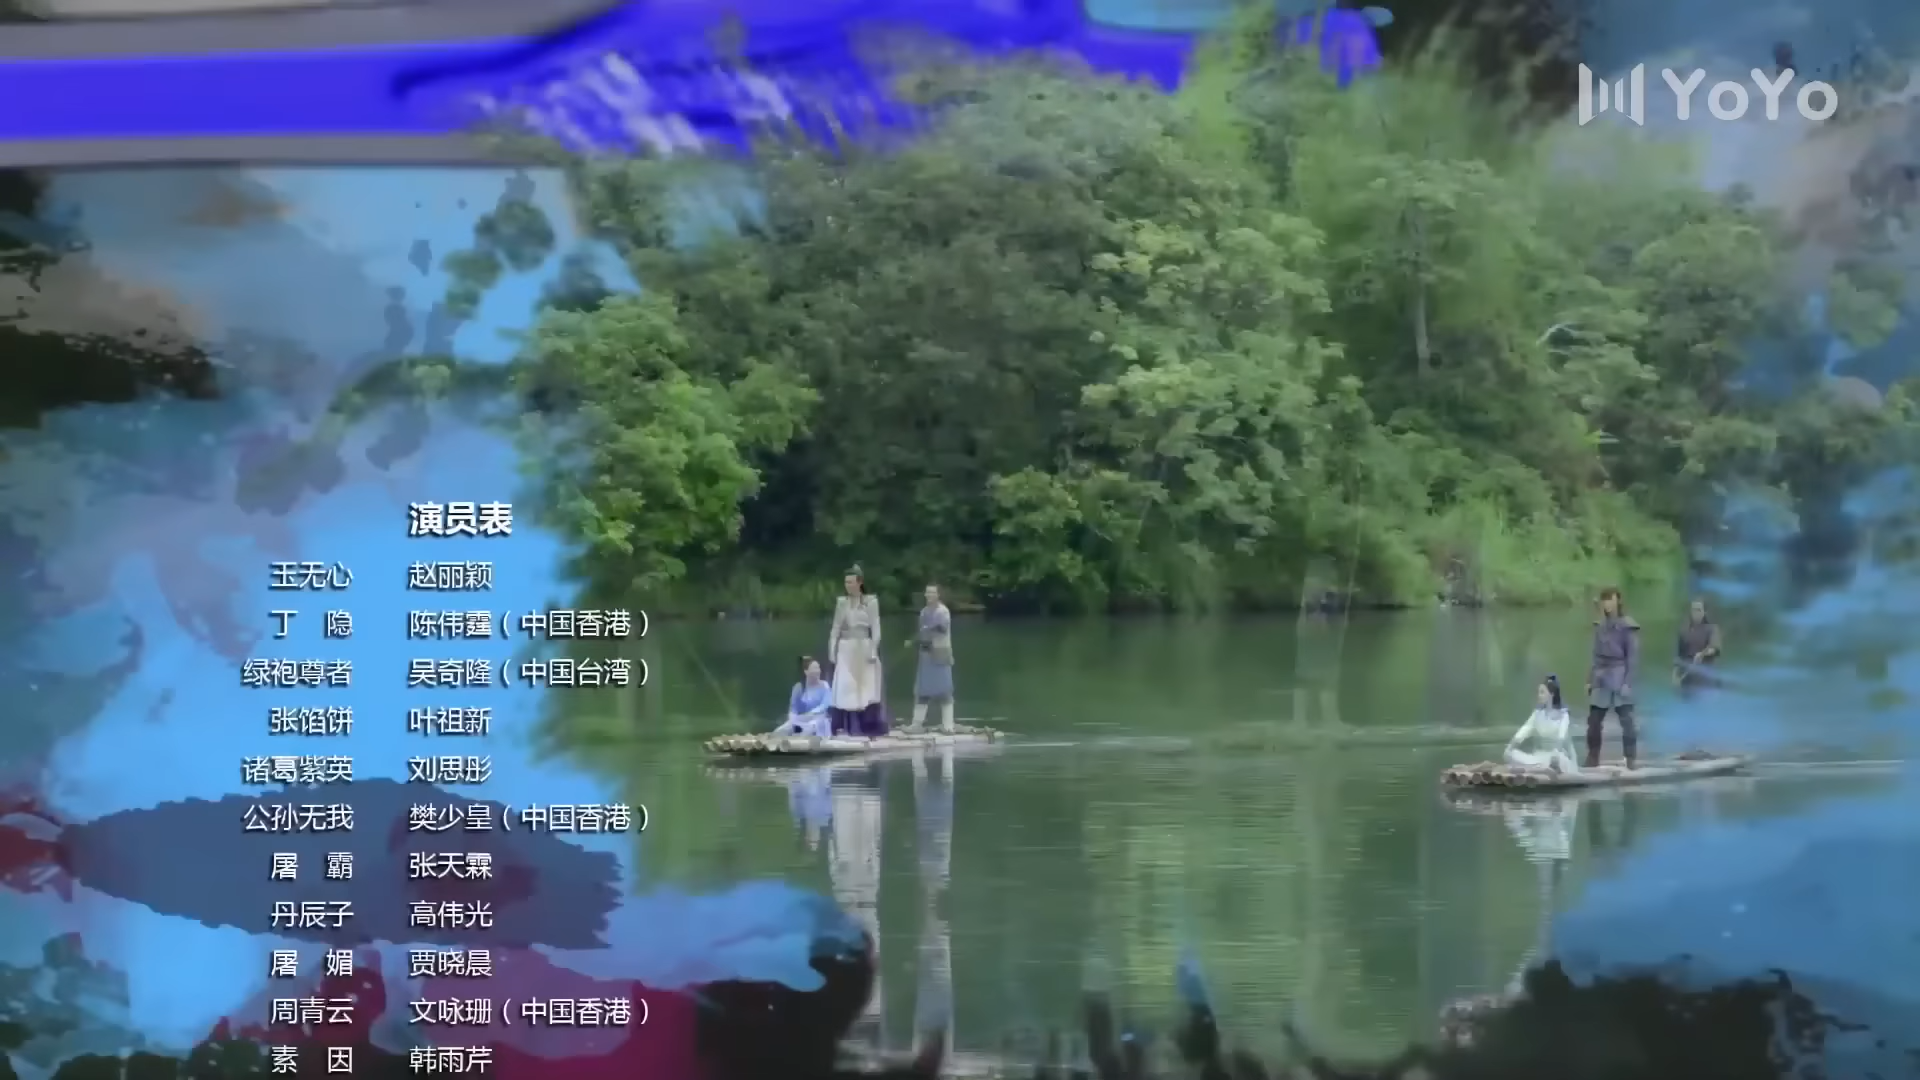 YoYo
演员表
玉无心 赵丽颖
丁 隐 陈伟霆（中国香港）
绿袍尊者 吴奇隆（中国台湾）
张馅饼 叶祖新
诸葛紫英 刘思彤
公孙无我 樊少皇（中国香港）
屠 霸 张天霖
丹辰子 高伟光
屠 媚 贾晓晨
周青云 文咏珊（中国香港）
素 因 韩雨芹